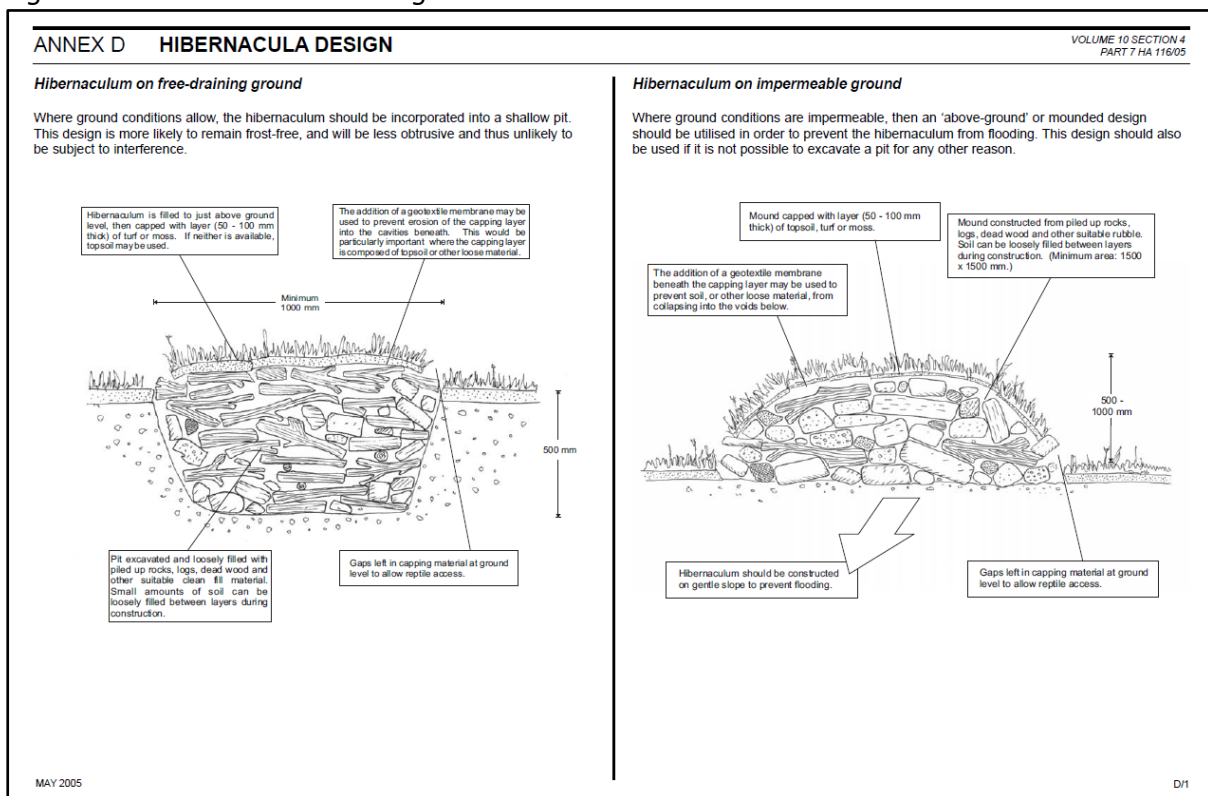 ANNEX D HIBERNACULA DESIGN
VOLUME 10 SECTION 4
PART 7 HA 116/05
Hibernaculum on free-draining ground
Where ground conditions allow, the hibernaculum should be incorporated into a shallow pit.
This design is more likely to remain frost-free, and will be less obtrusive and thus unlikely to
be subject to interference.
Hibernaculum is filled to just above ground
level, then capped with layer (50 - 100 mm
thick) of turf or moss. If neither is available,
topsoil may be used.
The addition of a geotextile membrane may be
used to prevent erosion of the capping layer
into the cavities beneath. This would be
particularly important where the capping layer
is composed of topsoil or other loose material.
Minimum
1000 mm
500 mm
Pit excavated and loosely filled with
piled up rocks, logs, dead wood and
other suitable clean fill material.
Small amounts of soil can be
loosely filled between layers during
construction.
Gaps left in capping material at ground
level to allow reptile access.
Hibernaculum on impermeable ground
Where ground conditions are impermeable, then an ‘above-ground’ or mounded design
should be utilised in order to prevent the hibernaculum from flooding. This design should also
be used if it is not possible to excavate a pit for any other reason.
Mound capped with layer (50 - 100 mm
thick) of topsoil, turf or moss.
Mound constructed from piled up rocks,
logs, dead wood and other suitable rubble.
Soil can be loosely filled between layers
during construction. (Minimum area: 1500
x 1500 mm.)
The addition of a geotextile membrane
beneath the capping layer may be used to
prevent soil, or other loose material, from
collapsing into the voids below.
500 -
1000 mm
Hibernaculum should be constructed
on gentle slope to prevent flooding.
Gaps left in capping material at ground
level to allow reptile access.
MAY 2005
D/1